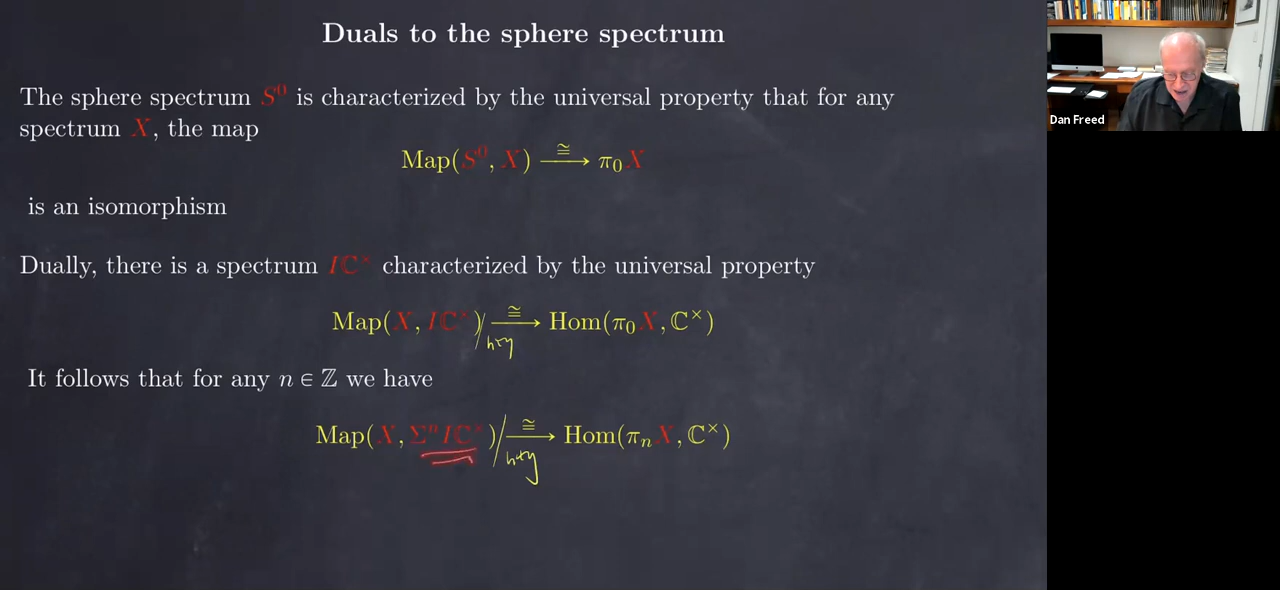 Duals to the sphere spectrum
The sphere spectrum S⁰ is characterized by the universal property that for any
spectrum X, the map
Map(S⁰, X) ≅⟶ π₀X
is an isomorphism
Dually, there is a spectrum Iℂ× characterized by the universal property
Map(X, Iℂ×)/hty ≅⟶ Hom(π₀X, ℂ×)
It follows that for any n ∈ ℤ we have
Map(X, ΣⁿIℂ×)/hty ≅⟶ Hom(πₙX, ℂ×)
Dan Freed